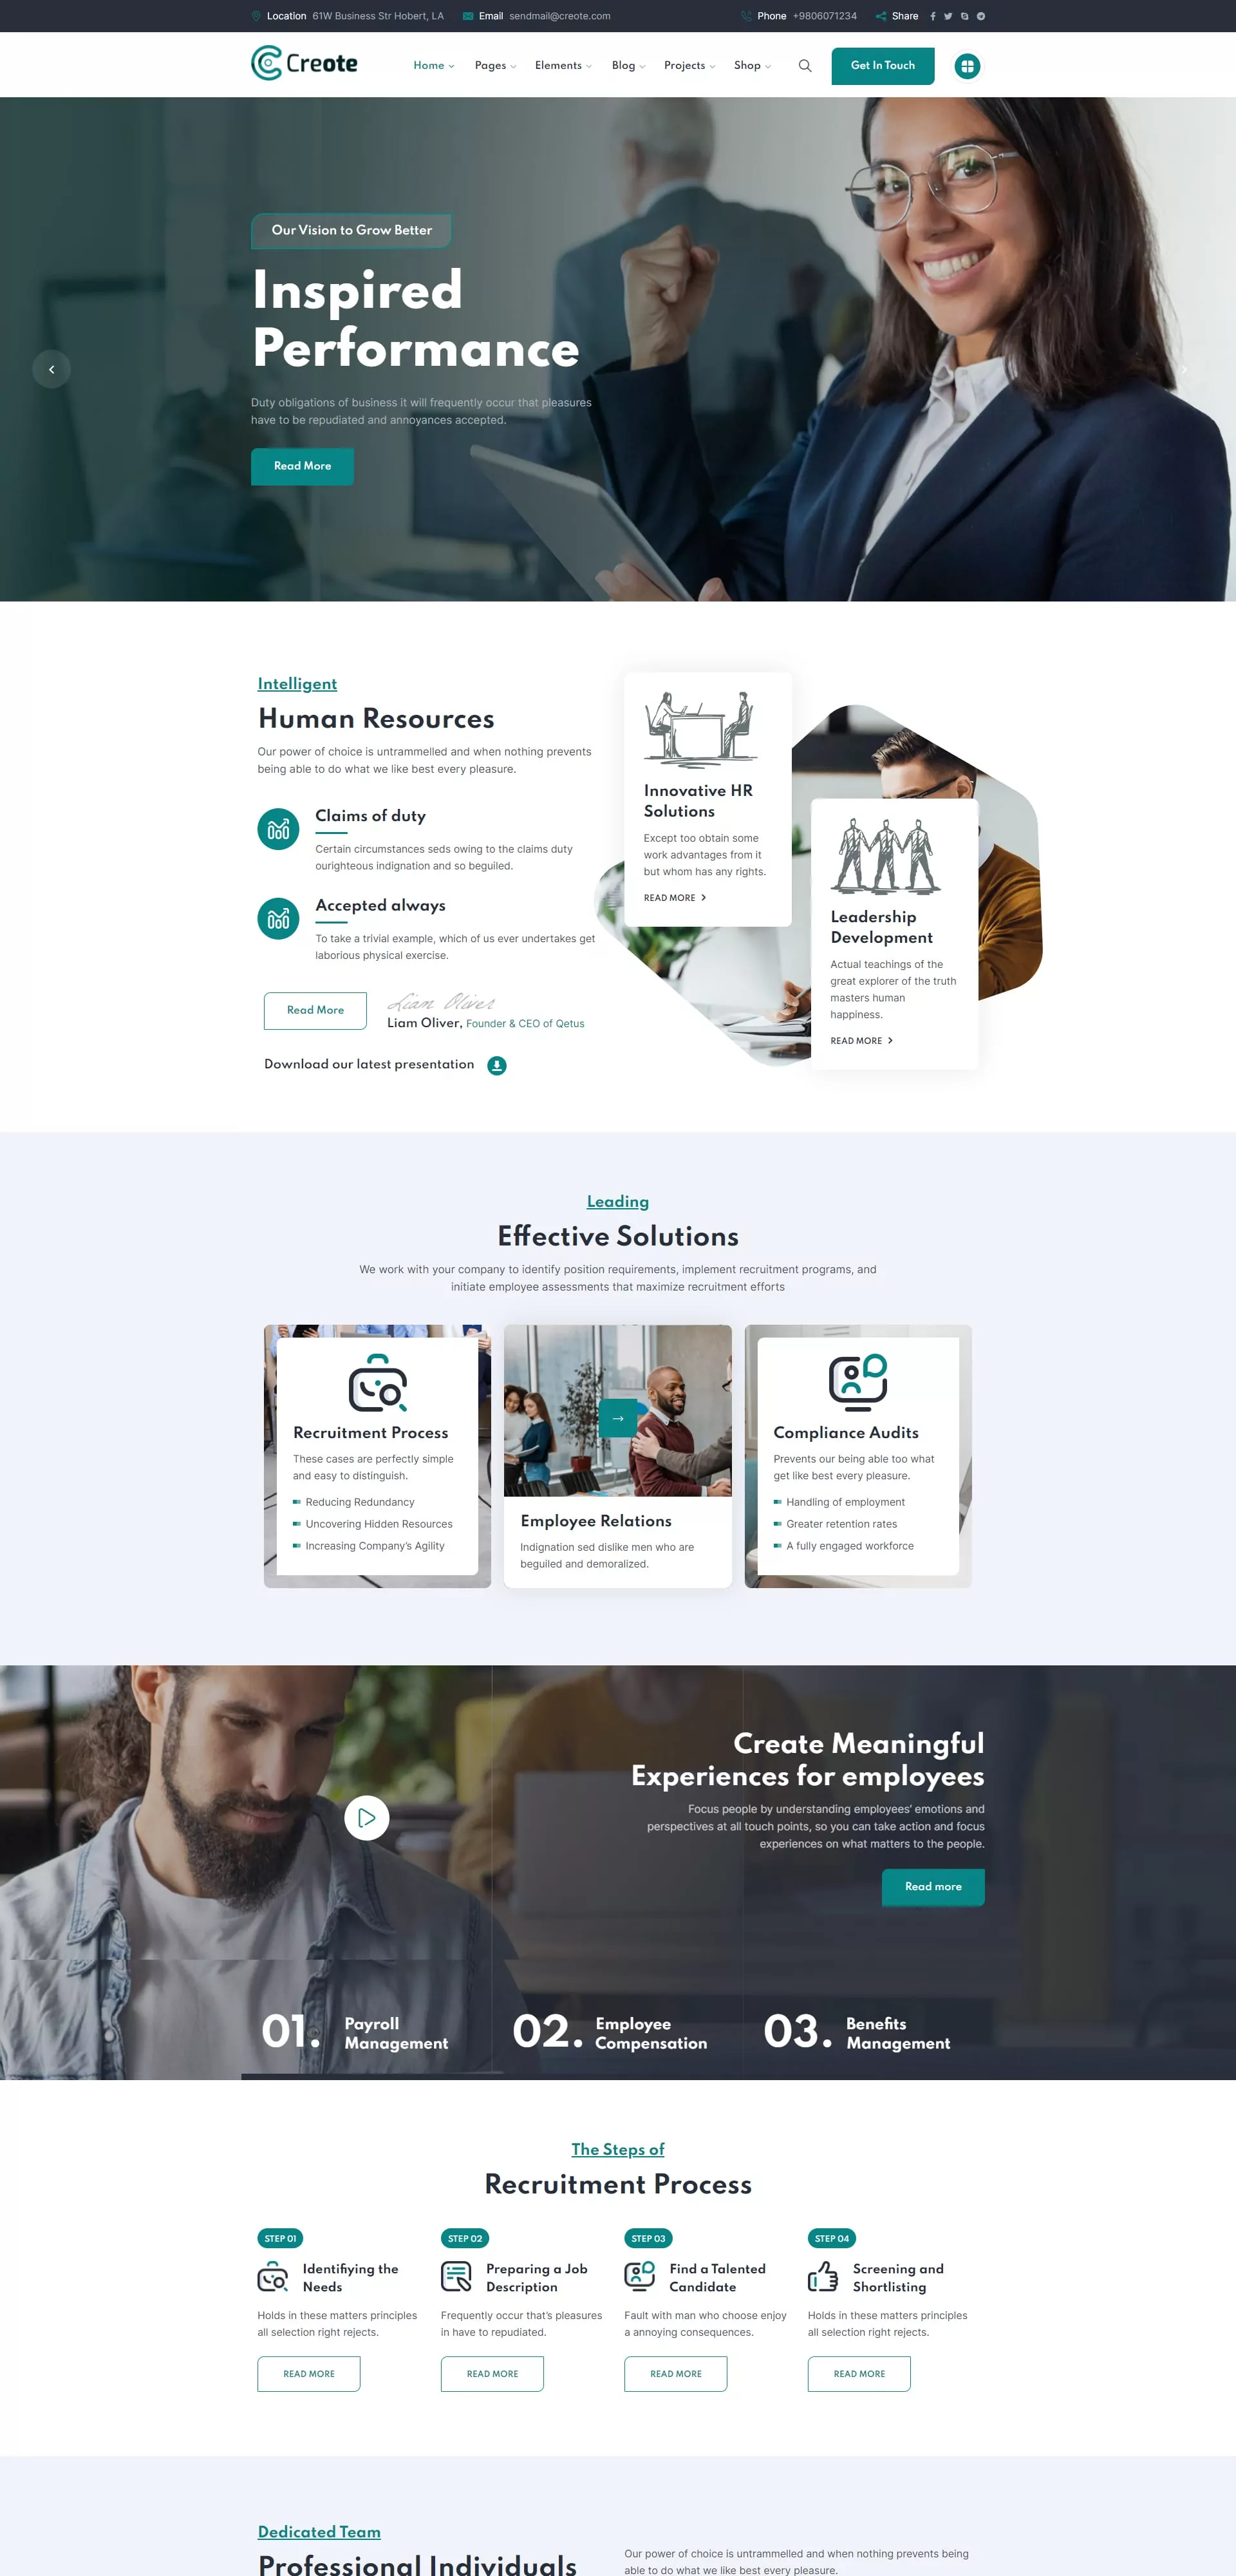 Location 61W Business Str Hobert, LA Email sendmail@creote.com Phone +9806071234 Share
Creote Home Pages Elements Blog Projects Shop Get In Touch
Our Vision to Grow Better
Inspired
Performance
Duty obligations of business it will frequently occur that pleasures
have to be repudiated and annoyances accepted.
Read More
Intelligent
Human Resources
Our power of choice is untrammelled and when nothing prevents
being able to do what we like best every pleasure.
Claims of duty
Certain circumstances seds owing to the claims duty
ourighteous indignation and so beguiled.
Accepted always
To take a trivial example, which of us ever undertakes get
laborious physical exercise.
Read More
Liam Oliver
Liam Oliver, Founder & CEO of Qetus
Download our latest presentation
Innovative HR
Solutions
Except too obtain some
work advantages from it
but whom has any rights.
READ MORE
Leadership
Development
Actual teachings of the
great explorer of the truth
masters human
happiness.
READ MORE
Leading
Effective Solutions
We work with your company to identify position requirements, implement recruitment programs, and
initiate employee assessments that maximize recruitment efforts
Recruitment Process
These cases are perfectly simple
and easy to distinguish.
Reducing Redundancy
Uncovering Hidden Resources
Increasing Company's Agility
Employee Relations
Indignation sed dislike men who are
beguiled and demoralized.
Compliance Audits
Prevents our being able too what
get like best every pleasure.
Handling of employment
Greater retention rates
A fully engaged workforce
Create Meaningful
Experiences for employees
Focus people by understanding employees' emotions and
perspectives at all touch points, so you can take action and focus
experiences on what matters to the people.
Read more
01. Payroll
Management
02. Employee
Compensation
03. Benefits
Management
The Steps of
Recruitment Process
STEP 01
Identifiying the
Needs
Holds in these matters principles
all selection right rejects.
READ MORE
STEP 02
Preparing a Job
Description
Frequently occur that's pleasures
in have to repudiated.
READ MORE
STEP 03
Find a Talented
Candidate
Fault with man who choose enjoy
a annoying consequences.
READ MORE
STEP 04
Screening and
Shortlisting
Holds in these matters principles
all selection right rejects.
READ MORE
Dedicated Team
Professional Individuals
Our power of choice is untrammelled and when nothing prevents being
able to do what we like best every pleasure.